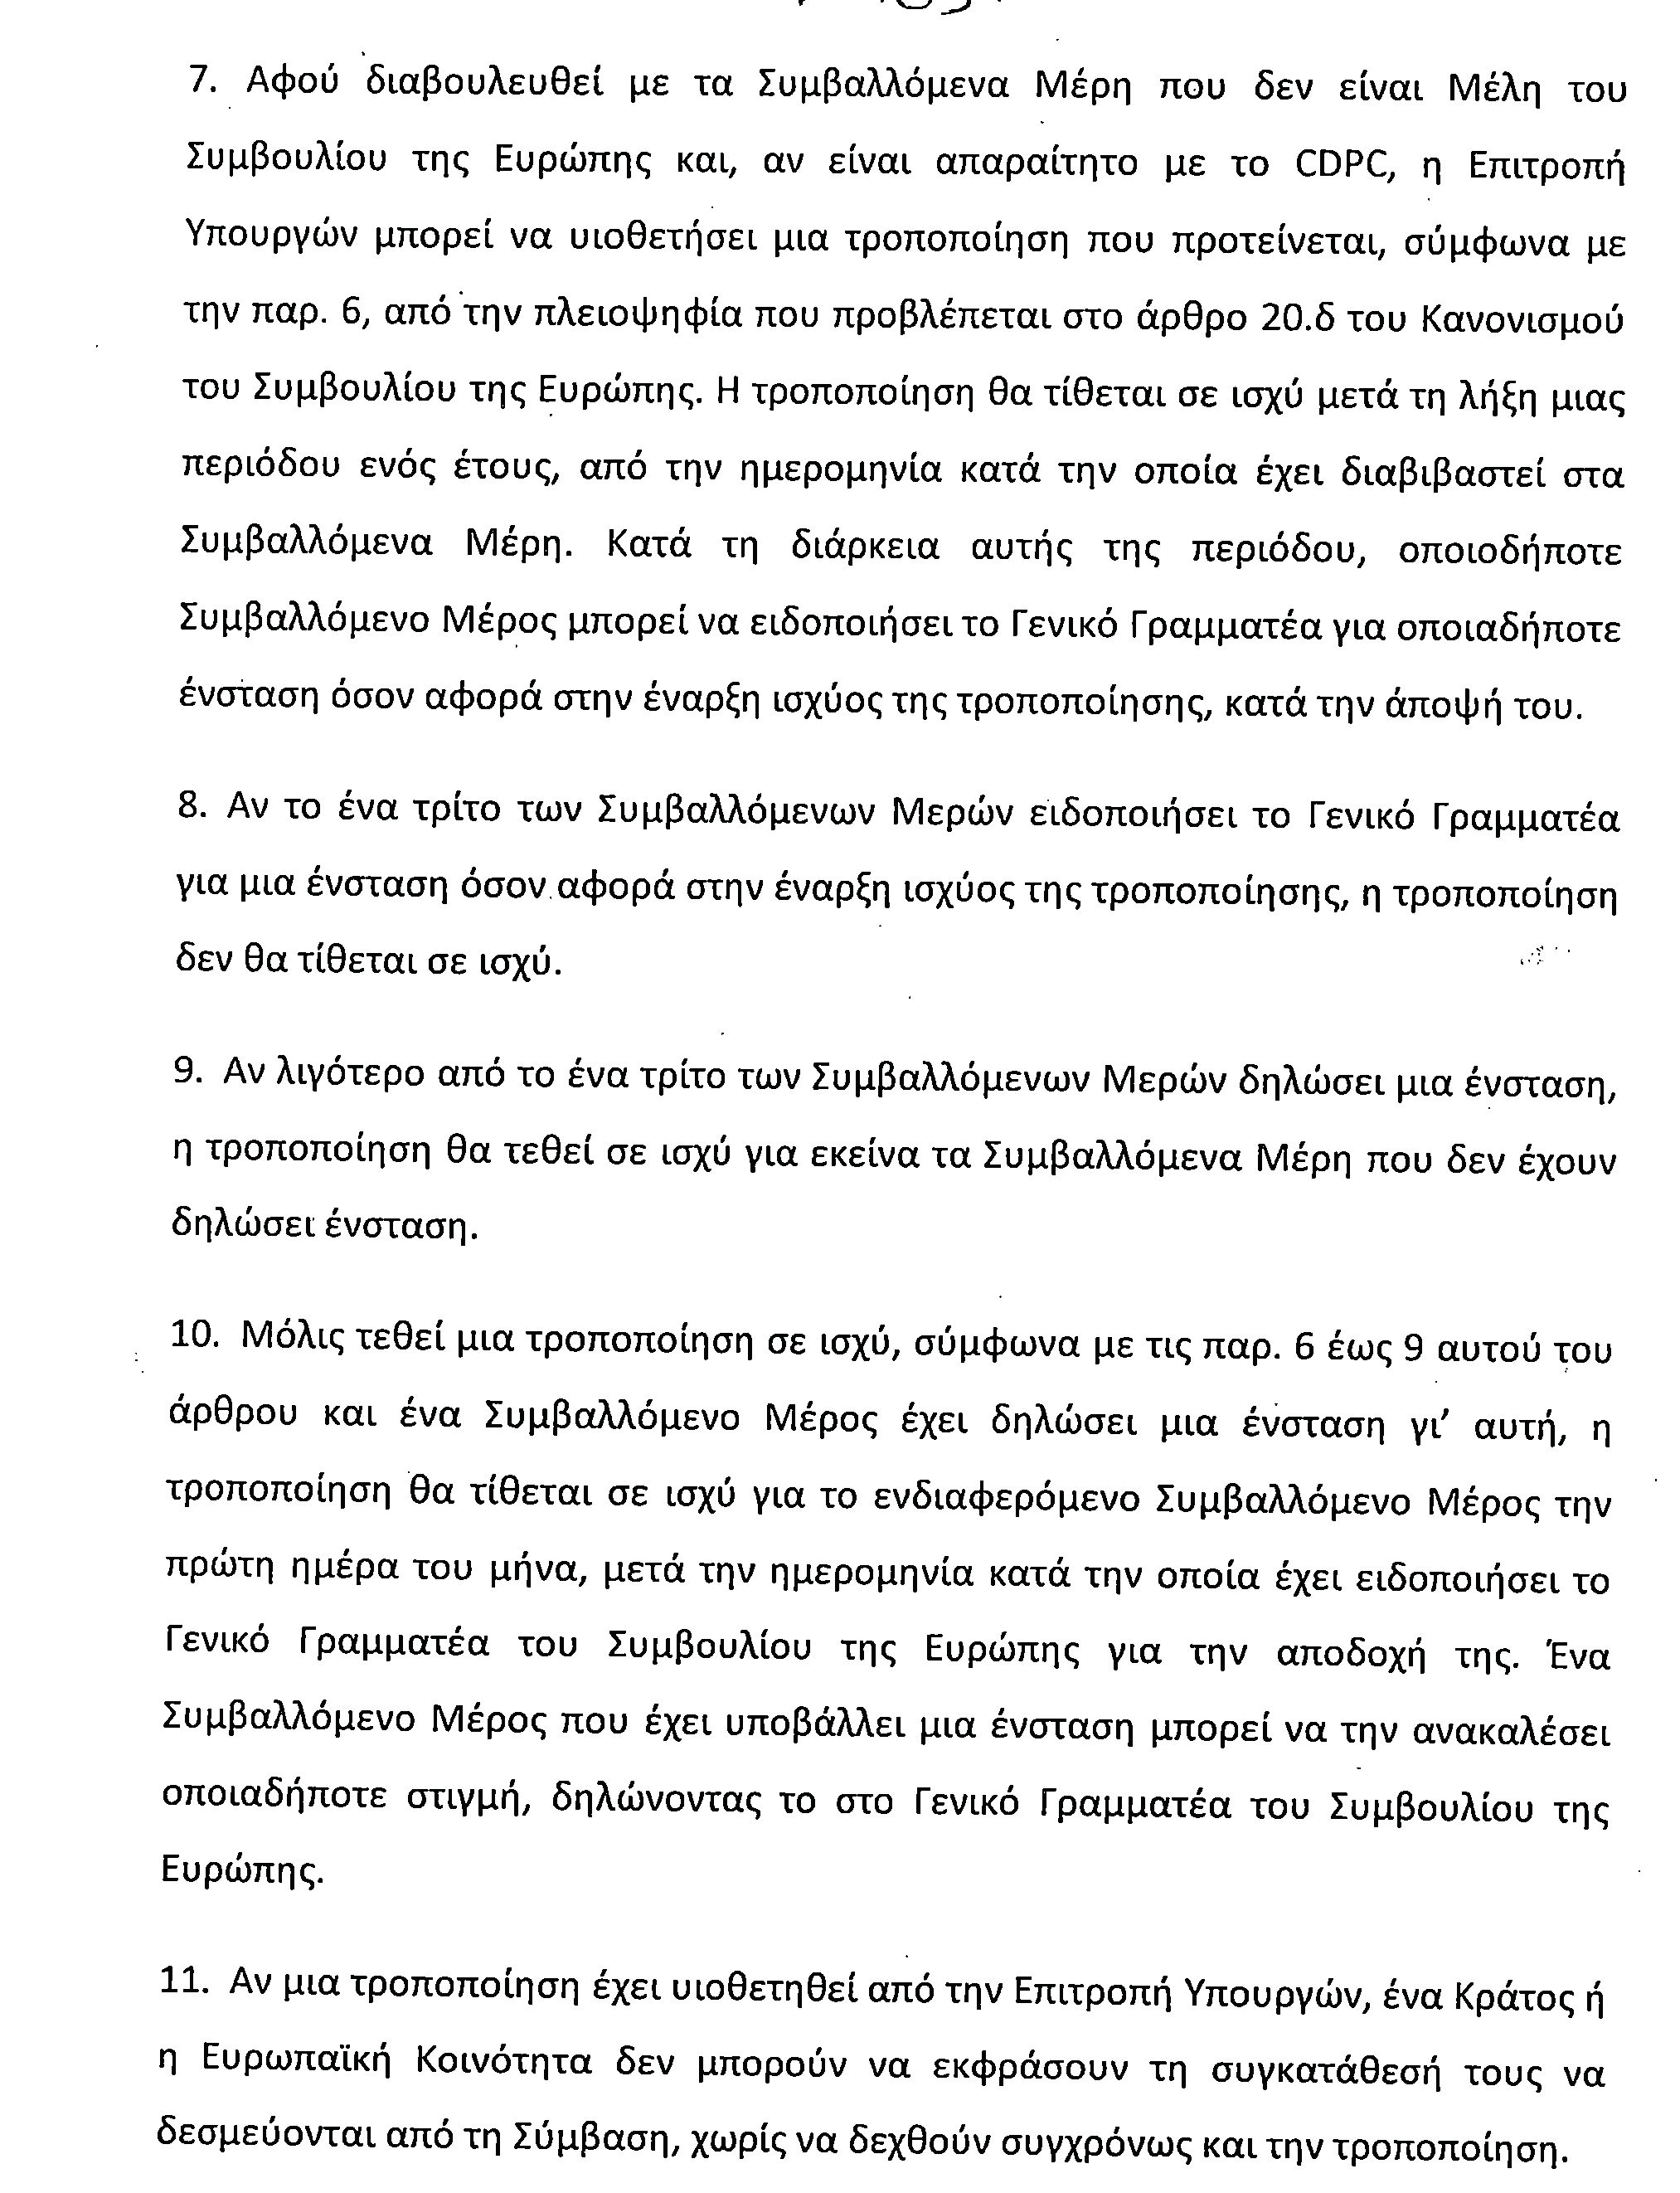 7. Αφού διαβουλευθεί με τα Συμβαλλόμενα Μέρη που δεν είναι Μέλη του
Συμβουλίου της Ευρώπης και, αν είναι απαραίτητο με το CDPC, η Επιτροπή
Υπουργών μπορεί να υιοθετήσει μια τροποποίηση που προτείνεται, σύμφωνα με
την παρ. 6, από την πλειοψηφία που προβλέπεται στο άρθρο 20.δ του Κανονισμού
του Συμβουλίου της Ευρώπης. Η τροποποίηση θα τίθεται σε ισχύ μετά τη λήξη μιας
περιόδου ενός έτους, από την ημερομηνία κατά την οποία έχει διαβιβαστεί στα
Συμβαλλόμενα Μέρη. Κατά τη διάρκεια αυτής της περιόδου, οποιοδήποτε
Συμβαλλόμενο Μέρος μπορεί να ειδοποιήσει το Γενικό Γραμματέα για οποιαδήποτε
ένσταση όσον αφορά στην έναρξη ισχύος της τροποποίησης, κατά την άποψή του.
8. Αν το ένα τρίτο των Συμβαλλόμενων Μερών ειδοποιήσει το Γενικό Γραμματέα
για μια ένσταση όσον αφορά στην έναρξη ισχύος της τροποποίησης, η τροποποίηση
δεν θα τίθεται σε ισχύ.
9. Αν λιγότερο από το ένα τρίτο των Συμβαλλόμενων Μερών δηλώσει μια ένσταση,
η τροποποίηση θα τεθεί σε ισχύ για εκείνα τα Συμβαλλόμενα Μέρη που δεν έχουν
δηλώσει ένσταση.
10. Μόλις τεθεί μια τροποποίηση σε ισχύ, σύμφωνα με τις παρ. 6 έως 9 αυτού του
άρθρου και ένα Συμβαλλόμενο Μέρος έχει δηλώσει μια ένσταση γι' αυτή, η
τροποποίηση θα τίθεται σε ισχύ για το ενδιαφερόμενο Συμβαλλόμενο Μέρος την
πρώτη ημέρα του μήνα, μετά την ημερομηνία κατά την οποία έχει ειδοποιήσει το
Γενικό Γραμματέα του Συμβουλίου της Ευρώπης για την αποδοχή της. Ένα
Συμβαλλόμενο Μέρος που έχει υποβάλλει μια ένσταση μπορεί να την ανακαλέσει
οποιαδήποτε στιγμή, δηλώνοντας το στο Γενικό Γραμματέα του Συμβουλίου της
Ευρώπης.
11. Αν μια τροποποίηση έχει υιοθετηθεί από την Επιτροπή Υπουργών, ένα Κράτος ή
η Ευρωπαϊκή Κοινότητα δεν μπορούν να εκφράσουν τη συγκατάθεσή τους να
δεσμεύονται από τη Σύμβαση, χωρίς να δεχθούν συγχρόνως και την τροποποίηση.